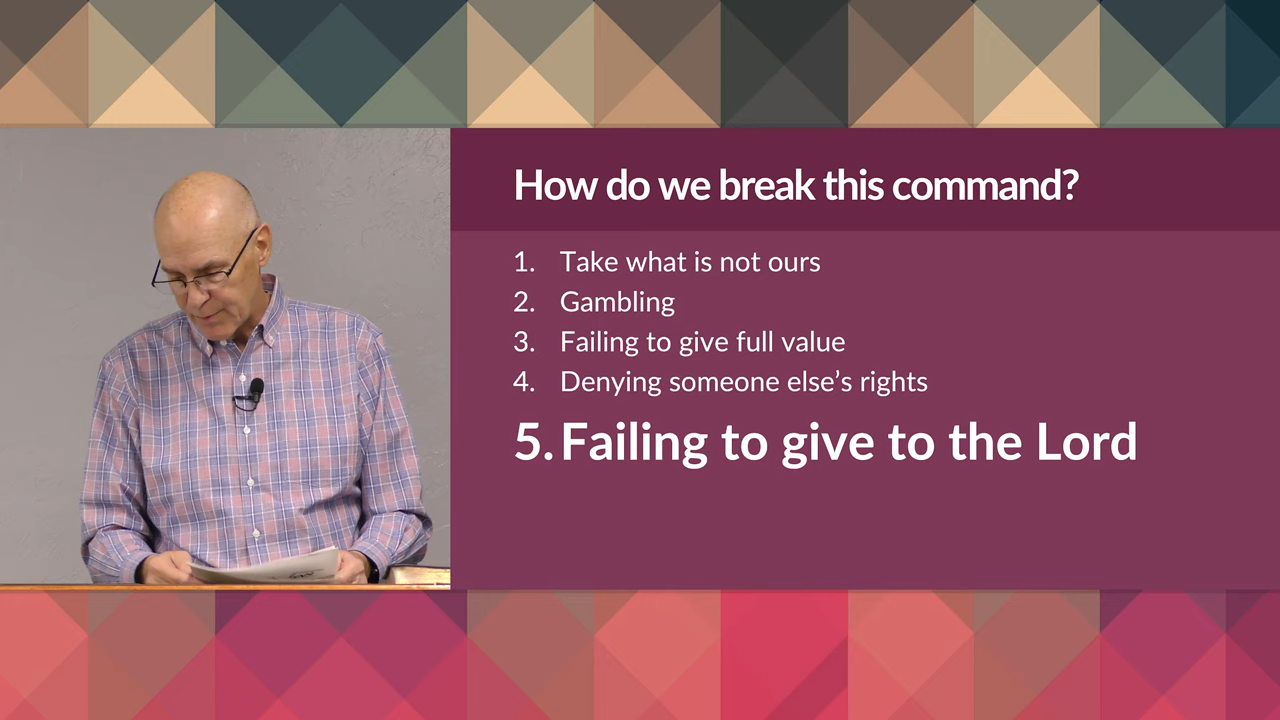 How do we break this command?
1. Take what is not ours
2. Gambling
3. Failing to give full value
4. Denying someone else’s rights
5. Failing to give to the Lord